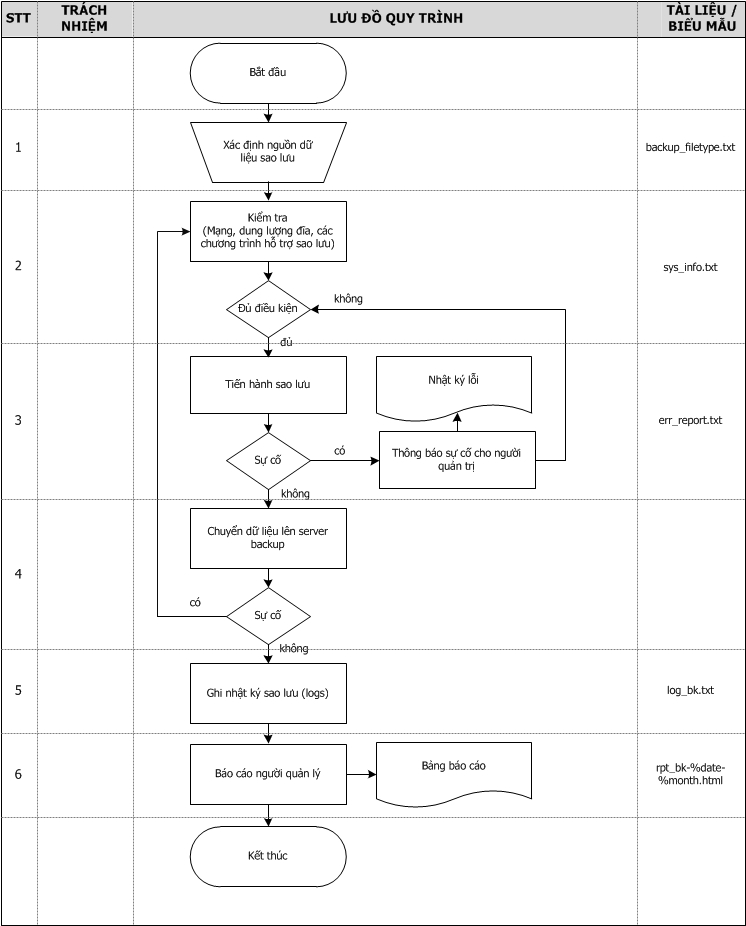 STT
TRÁCH
NHIỆM
LƯU ĐỒ QUY TRÌNH
TÀI LIỆU /
BIỂU MẪU
Bắt đầu
1
Xác định nguồn dữ
liệu sao lưu
backup_filetype.txt
2
Kiểm tra
(Mạng, dung lượng đĩa, các
chương trình hỗ trợ sao lưu)
sys_info.txt
Đủ điều kiện
không
đủ
3
Tiến hành sao lưu
Nhật ký lỗi
err_report.txt
Sự cố
có
Thông báo sự cố cho người
quản trị
không
4
Chuyển dữ liệu lên server
backup
có
Sự cố
không
5
Ghi nhật ký sao lưu (logs)
log_bk.txt
6
Báo cáo người quản lý
Bảng báo cáo
rpt_bk-%date-
%month.html
Kết thúc